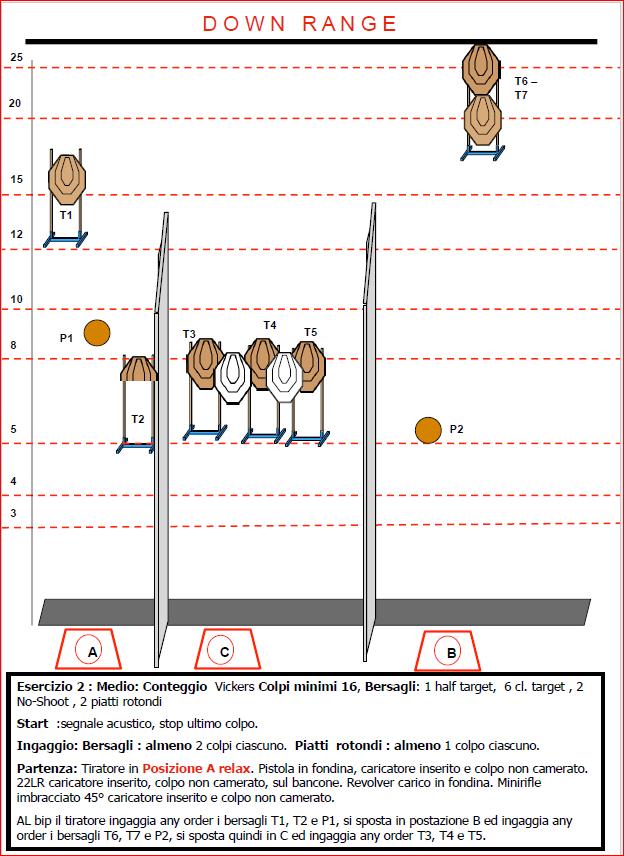 DOWN RANGE
25
T6 –
T7
20
15
T1
12
10
P1
T3
T4
T5
8
T2
5
P2
4
3
A
C
B
Esercizio 2 : Medio: Conteggio Vickers Colpi minimi 16, Bersagli: 1 half target, 6 cl. target , 2
No-Shoot , 2 piatti rotondi
Start :segnale acustico, stop ultimo colpo.
Ingaggio: Bersagli : almeno 2 colpi ciascuno. Piatti rotondi : almeno 1 colpo ciascuno.
Partenza: Tiratore in Posizione A relax. Pistola in fondina, caricatore inserito e colpo non camerato.
22LR caricatore inserito, colpo non camerato, sul bancone. Revolver carico in fondina. Minirifle
imbracciato 45° caricatore inserito e colpo non camerato.
AL bip il tiratore ingaggia any order i bersagli T1, T2 e P1, si sposta in postazione B ed ingaggia any
order i bersagli T6, T7 e P2, si sposta quindi in C ed ingaggia any order T3, T4 e T5.